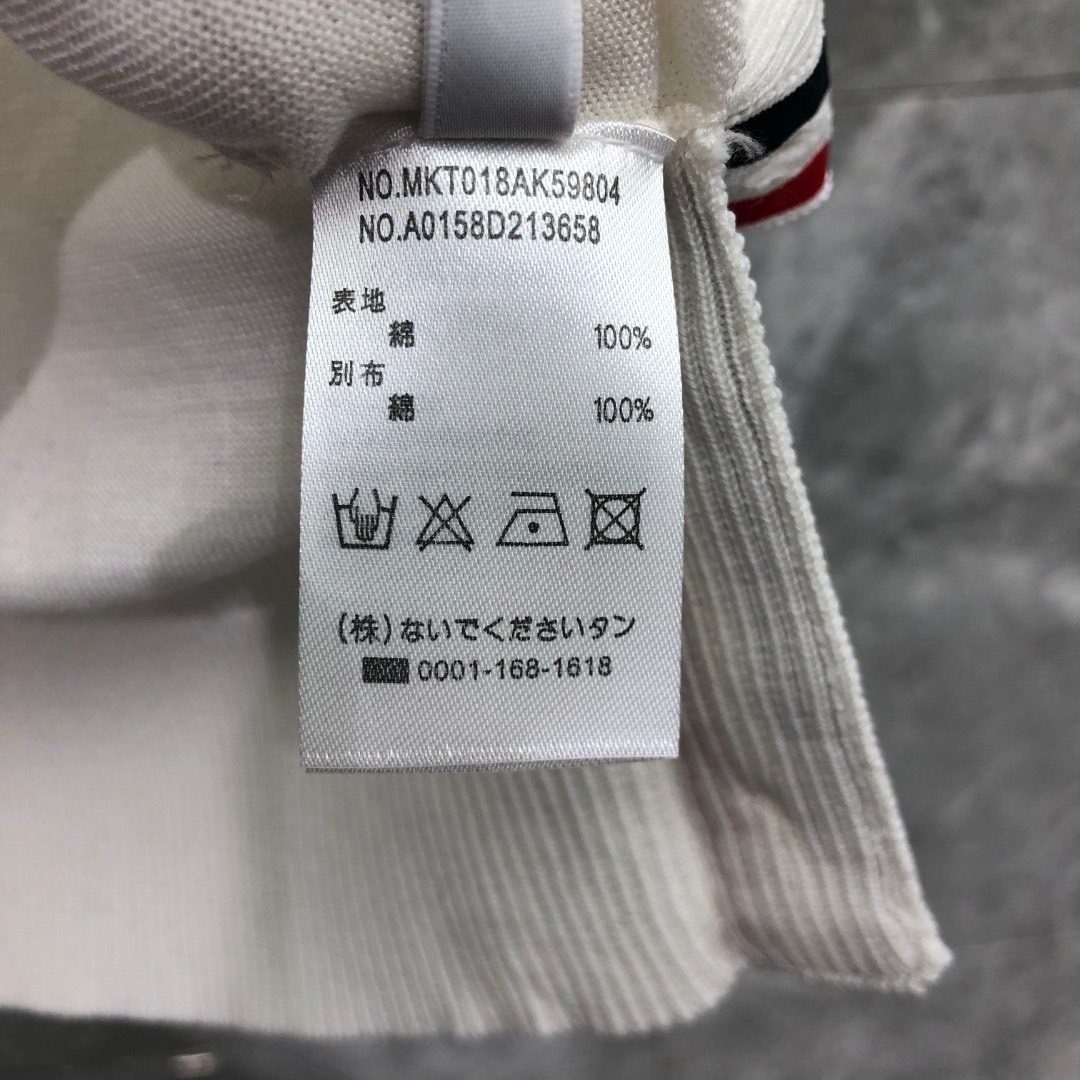 NO.MKT018AK59804
NO.A0158D213658
表地
綿 100%
別布
綿 100%
(株)ないでくださいタン
0001-168-1618